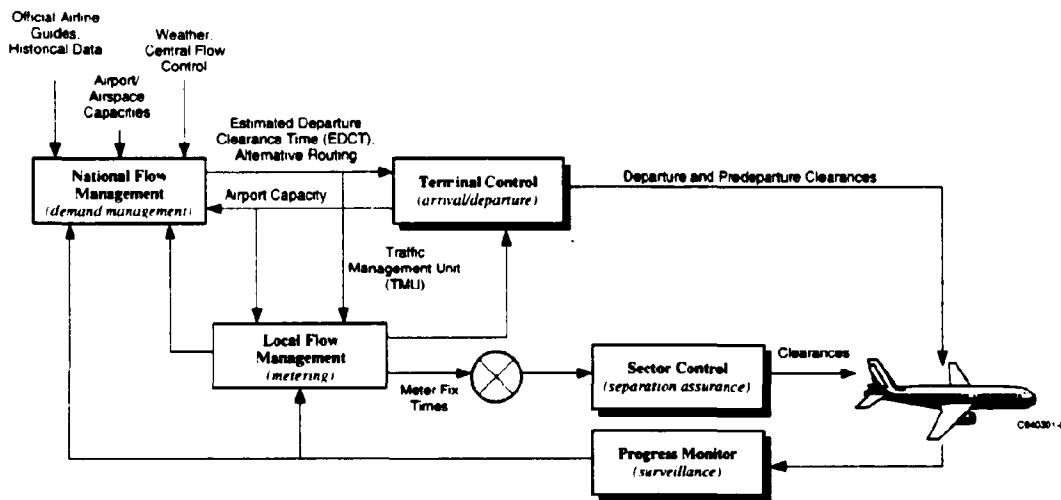 Official Airline
Guides,
Historical Data
Weather,
Central Flow
Control
Airport/
Airspace
Capacities
Estimated Departure
Clearance Time (EDCT),
Alternative Routing
National Flow
Management
(demand management)
Airport Capacity
Terminal Control
(arrival/departure)
Departure and Predeparture Clearances
Traffic
Management Unit
(TMU)
Local Flow
Management
(metering)
Meter Fix
Times
Sector Control
(separation assurance)
Clearances
Progress Monitor
(surveillance)